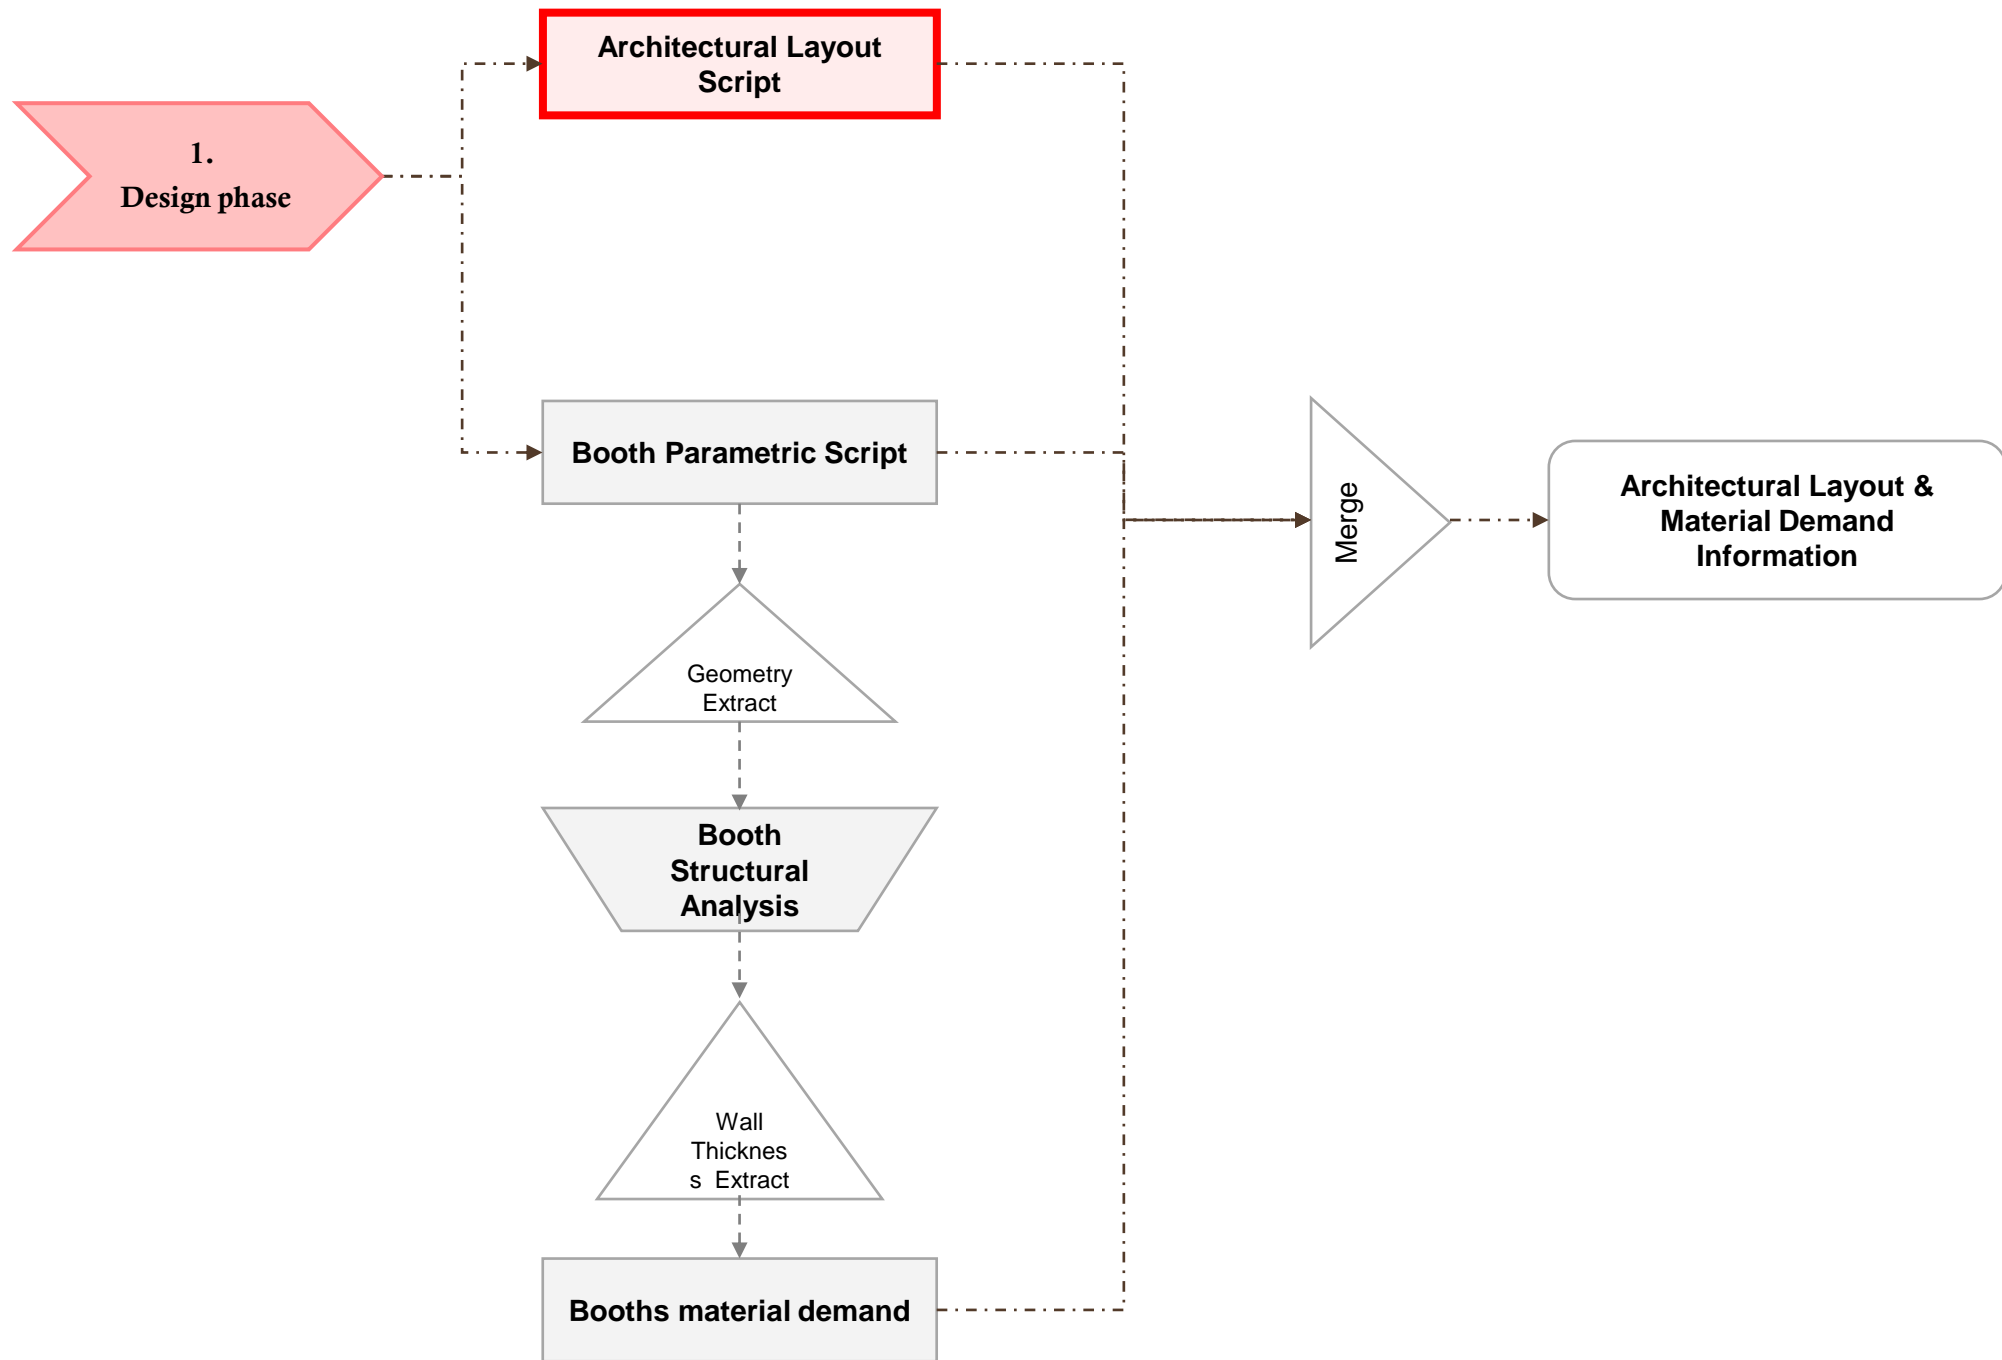 Architectural Layout
Script
1.
Design phase
Booth Parametric Script
Merge
Architectural Layout &
Material Demand
Information
Geometry
Extract
Booth
Structural
Analysis
Wall
Thicknes
s Extract
Booths material demand